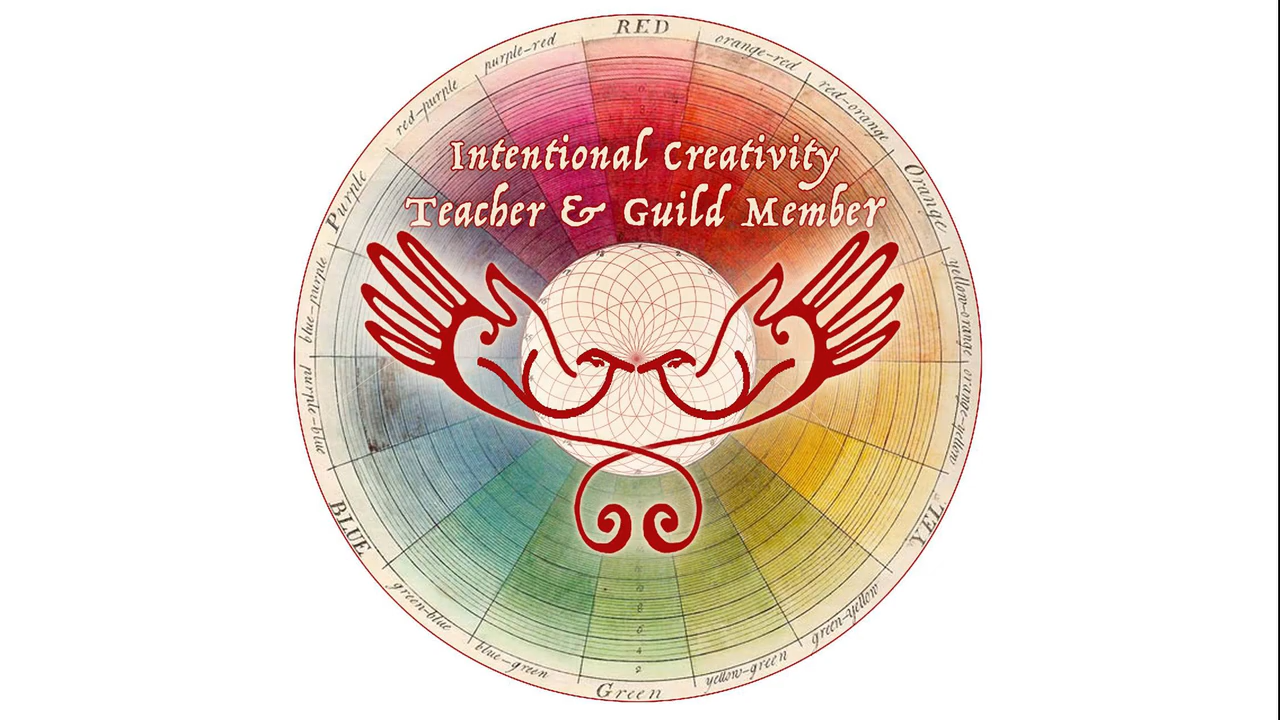 RED
orange-red
red-orange
Orange
yellow-orange
orange-yellow
YEL.
green-yellow
yellow-green
Green
blue-green
green-blue
BLUE
purple-blue
blue-purple
Purple
red-purple
purple-red
Intentional Creativity
Teacher & Guild Member